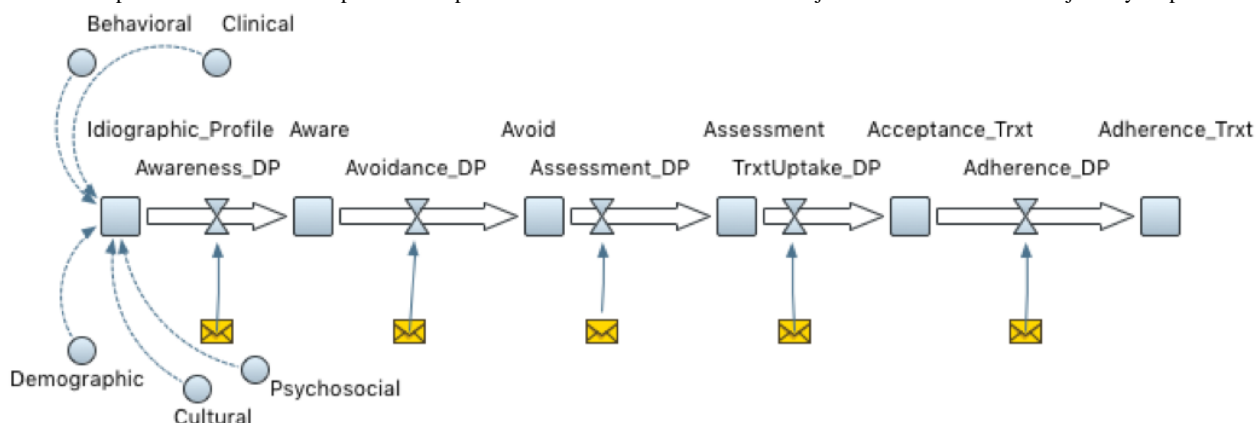 Behavioral Clinical
Idiographic_Profile Aware Avoid Assessment Acceptance_Trxt Adherence_Trxt
Awareness_DP Avoidance_DP Assessment_DP TrxtUptake_DP Adherence_DP
Demographic
Psychosocial
Cultural